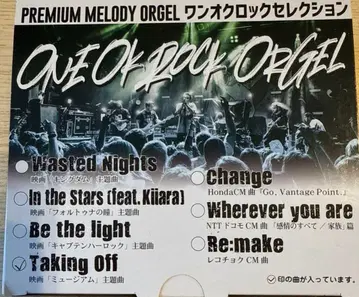 PREMIUM MELODY ORGEL ワンオクロックセレクション
ONE OK ROCK ORGEL
Wasted Nights
映画「キングダム」主題曲
In the Stars (feat. Kiiara)
映画「フォルトゥナの瞳」主題曲
Be the light
映画「キャプテンハーロック」主題曲
Taking Off
映画「ミュージアム」主題曲
Change
HondaCM曲「Go, Vantage Point.」
Wherever you are
NTTドコモCM曲「感情のすべて／家族」篇
Re:make
レコチョクCM曲
✓印の曲が入っています。